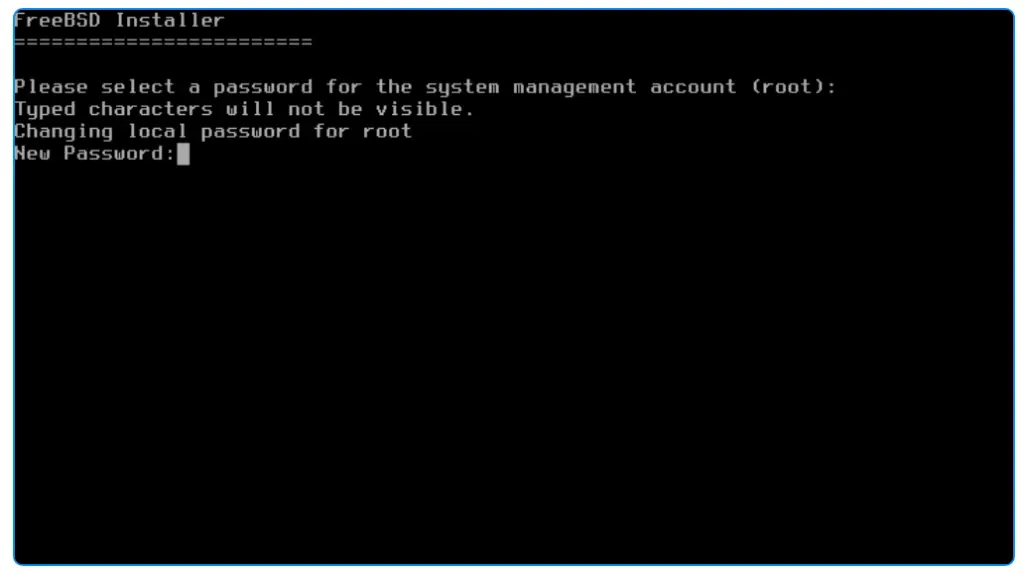 FreeBSD Installer
========================
Please select a password for the system management account (root):
Typed characters will not be visible.
Changing local password for root
New Password: